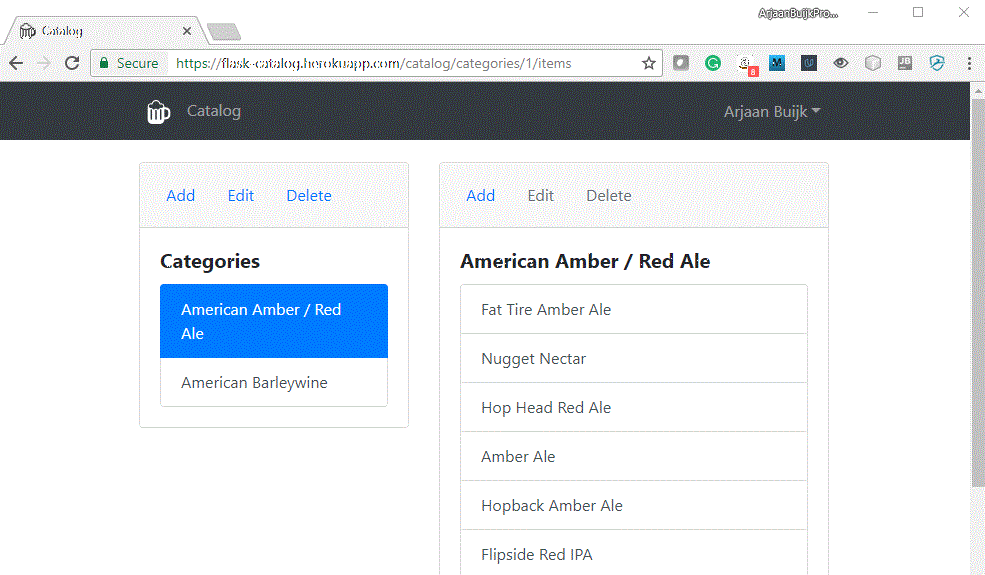 ArjaanBuijkPro...
Catalog
Secure
https://flask-catalog.herokuapp.com/catalog/categories/1/items
8
JB
Catalog
Arjaan Buijk
Add Edit Delete
Categories
American Amber / Red
Ale
American Barleywine
Add Edit Delete
American Amber / Red Ale
Fat Tire Amber Ale
Nugget Nectar
Hop Head Red Ale
Amber Ale
Hopback Amber Ale
Flipside Red IPA